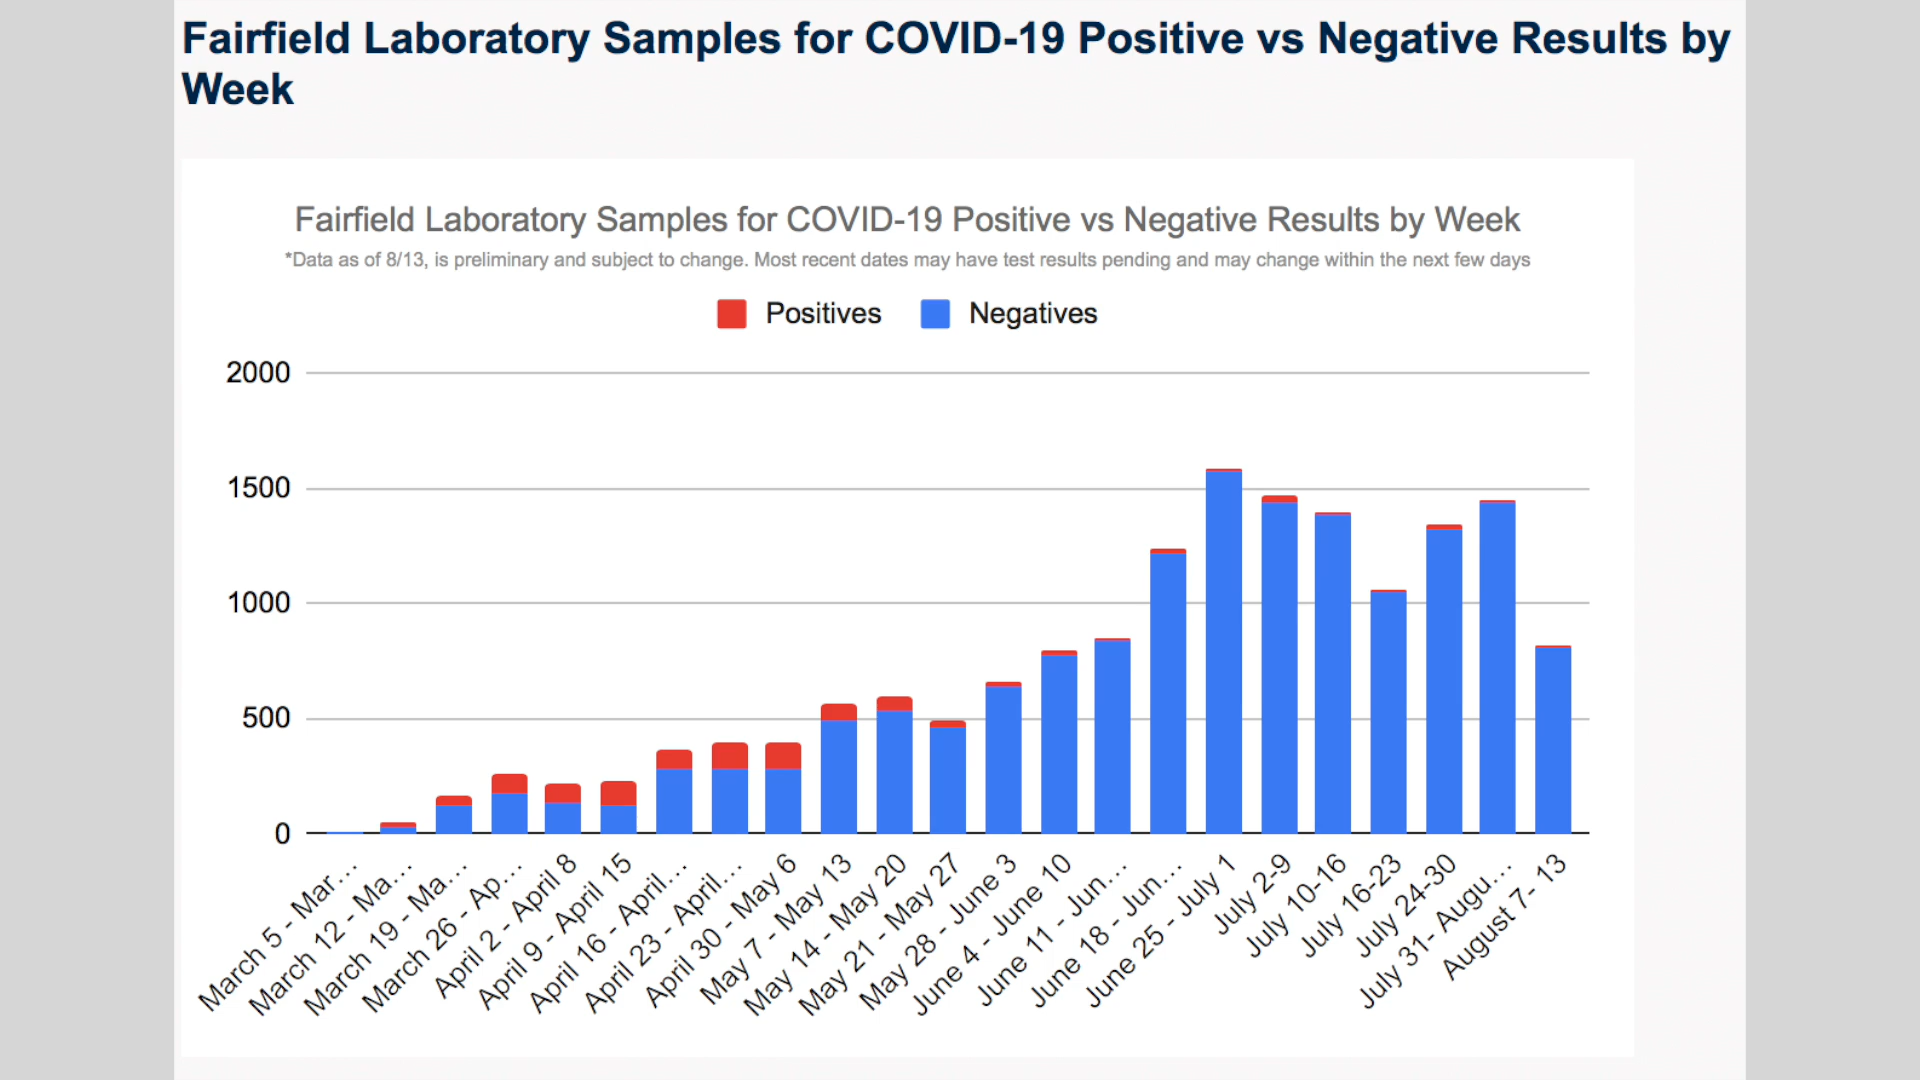 Fairfield Laboratory Samples for COVID-19 Positive vs Negative Results by
Week
Fairfield Laboratory Samples for COVID-19 Positive vs Negative Results by Week
*Data as of 8/13, is preliminary and subject to change. Most recent dates may have test results pending and may change within the next few days
Positives
Negatives
2000
1500
1000
500
0
March 5 - Mar…
March 12 - Ma…
March 19 - Ma…
March 26 - Ap…
April 2 - April 8
April 9 - April 15
April 16 - April…
April 23 - April…
April 30 - May 6
May 7 - May 13
May 14 - May 20
May 21 - May 27
May 28 - June 3
June 4 - June 10
June 11 - Jun…
June 18 - Jun…
June 25 - July 1
July 2-9
July 10-16
July 16-23
July 24-30
July 31- Augu…
August 7- 13